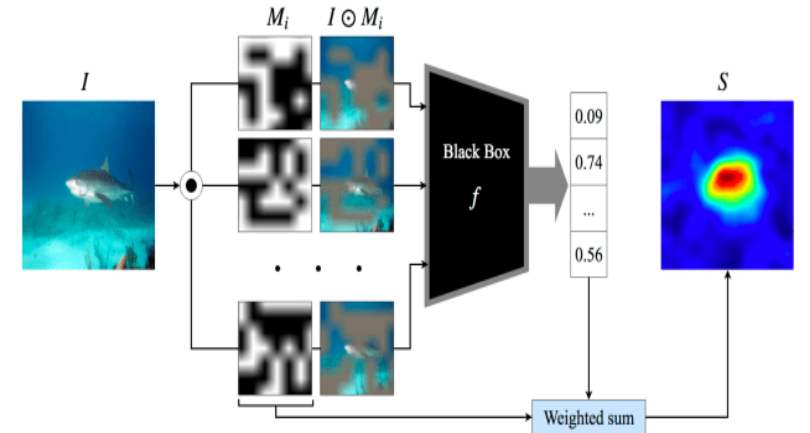 I
M_i
I ⊙ M_i
Black Box
f
0.09
0.74
...
0.56
S
. . .
Weighted sum